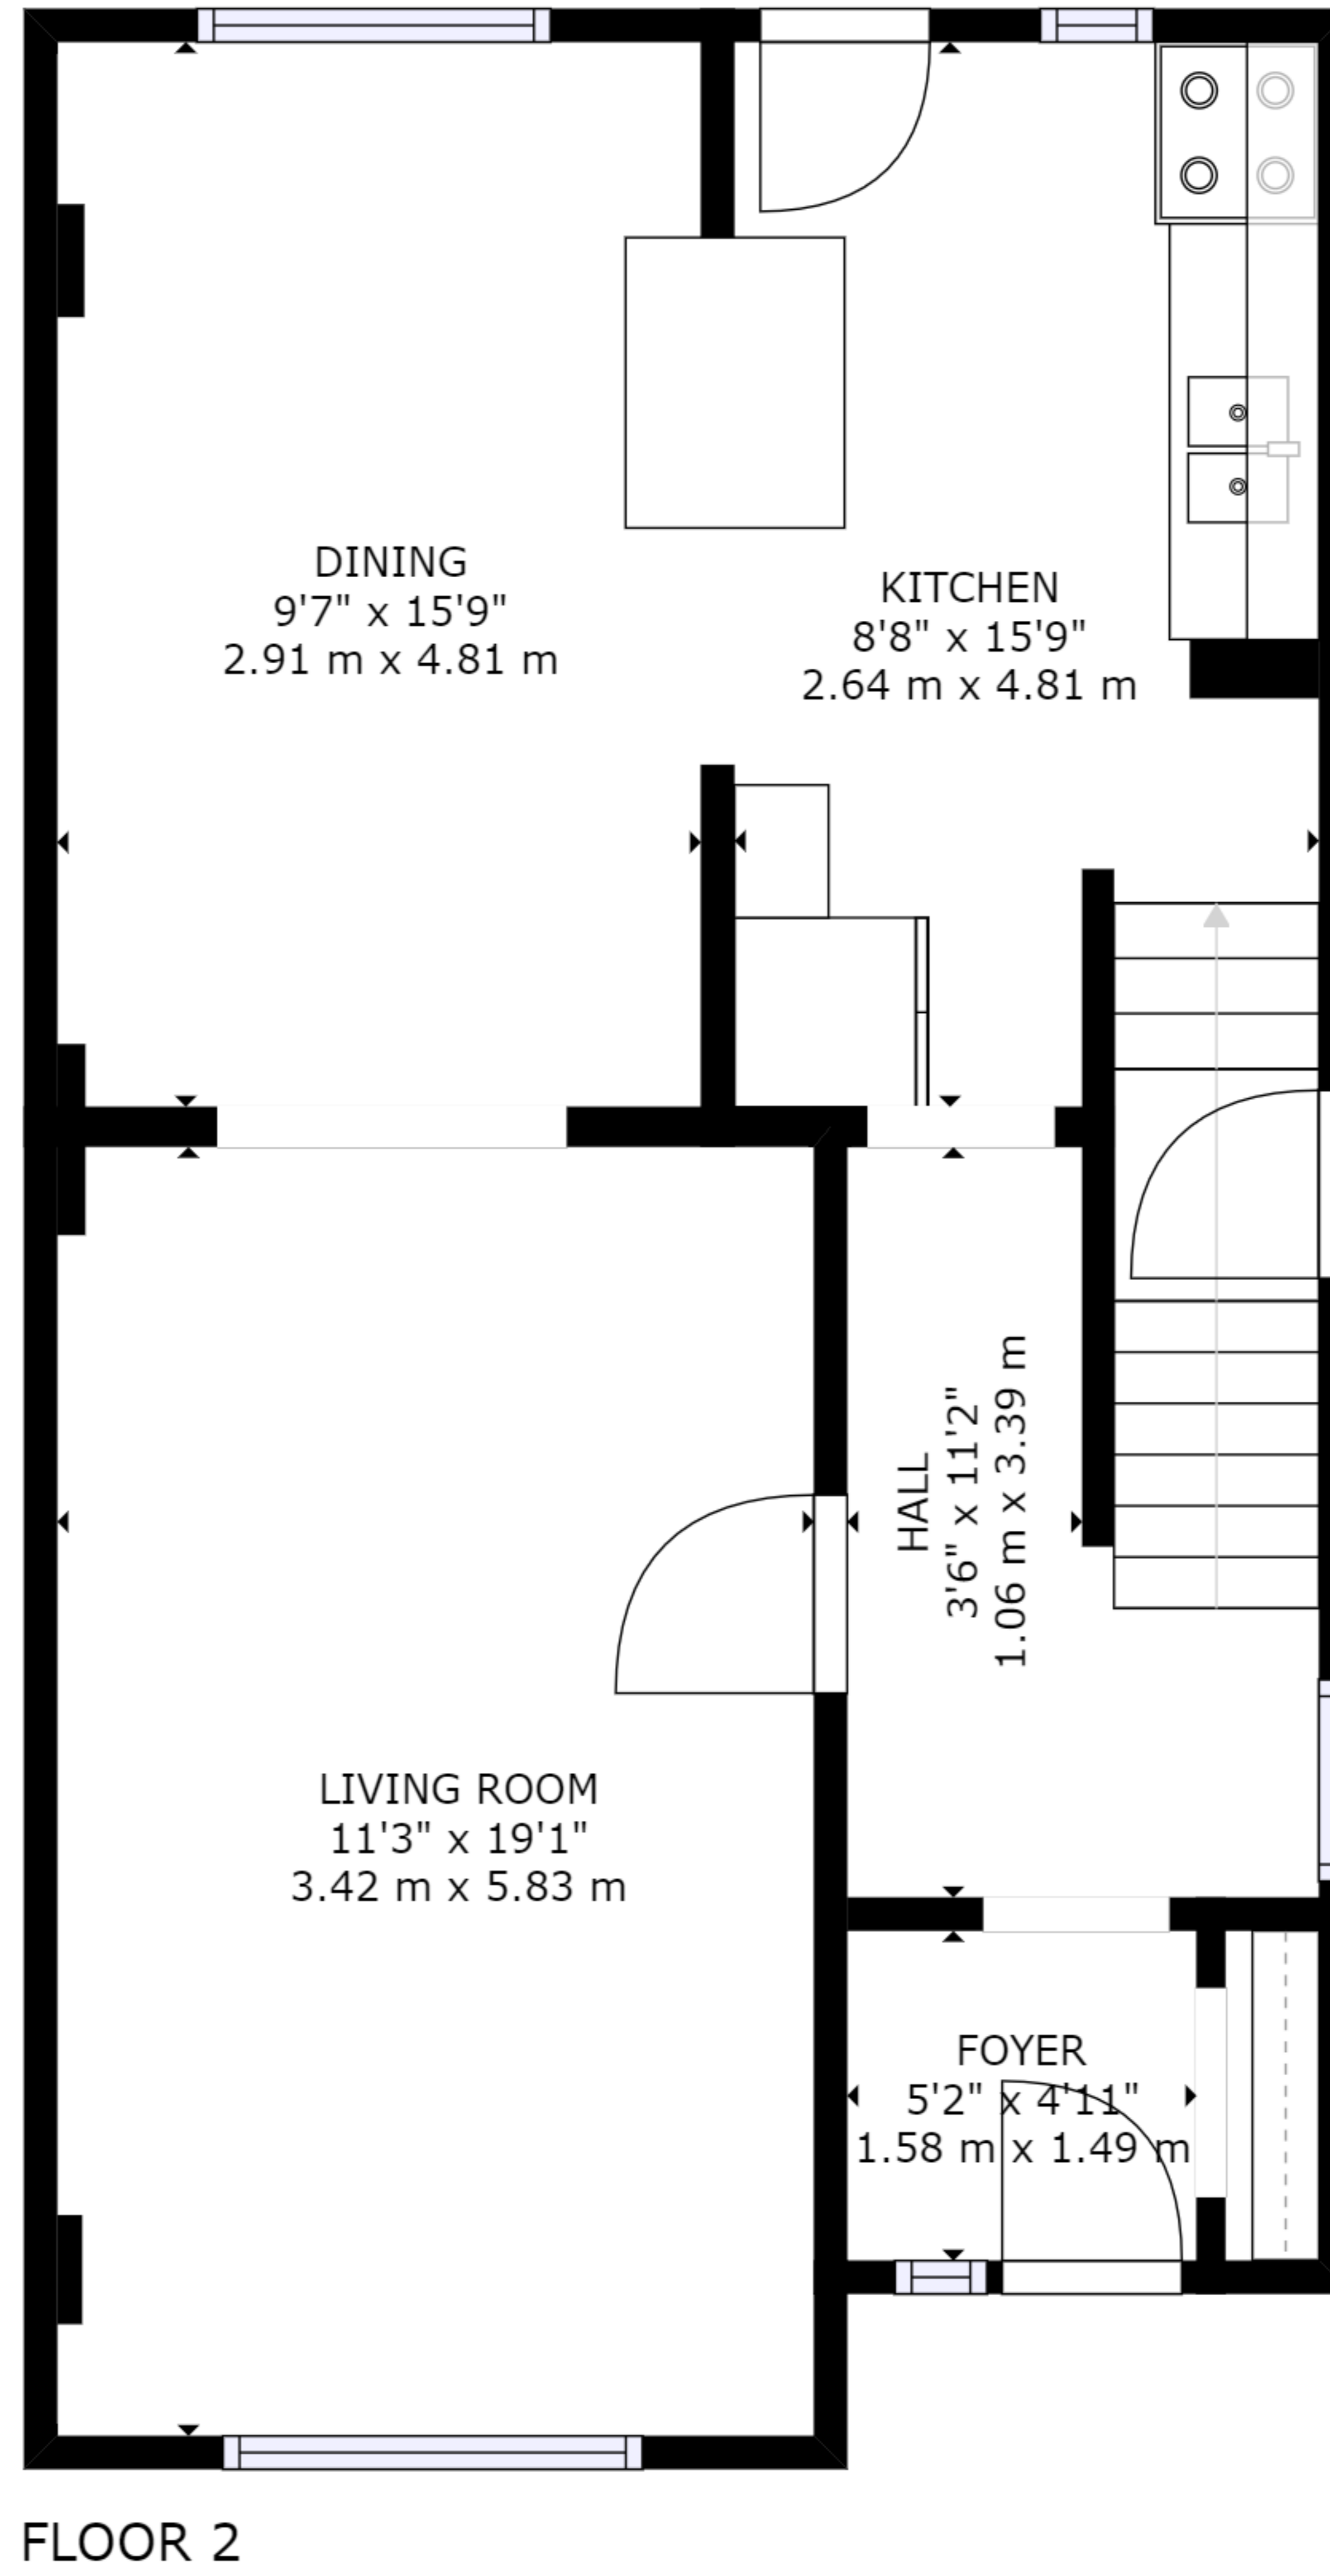 DINING
9'7" x 15'9"
2.91 m x 4.81 m
KITCHEN
8'8" x 15'9"
2.64 m x 4.81 m
HALL
3'6" x 11'2"
1.06 m x 3.39 m
LIVING ROOM
11'3" x 19'1"
3.42 m x 5.83 m
FOYER
5'2" x 4'11"
1.58 m x 1.49 m
FLOOR 2